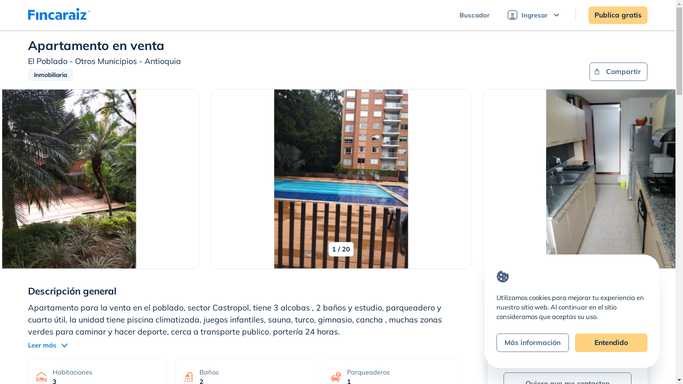 Fincaraiz
Buscador
Ingresar
Publica gratis
Apartamento en venta
El Poblado - Otros Municipios - Antioquia
Inmobiliaria
Compartir
1 / 20
Descripción general
Apartamento para la venta en el poblado, sector Castropol, tiene 3 alcobas , 2 baños y estudio, parqueadero y
cuarto útil, la unidad tiene piscina climatizada, juegos infantiles, sauna, turco, gimnasio, cancha , muchas zonas
verdes para caminar y hacer deporte, cerca a transporte publico. portería 24 horas.
Leer más
Habitaciones
3
Baños
2
Parqueaderos
1
Utilizamos cookies para mejorar tu experiencia en
nuestro sitio web. Al continuar en el sitio
consideramos que aceptas su uso.
Más información
Entendido
Quiero que me contacten